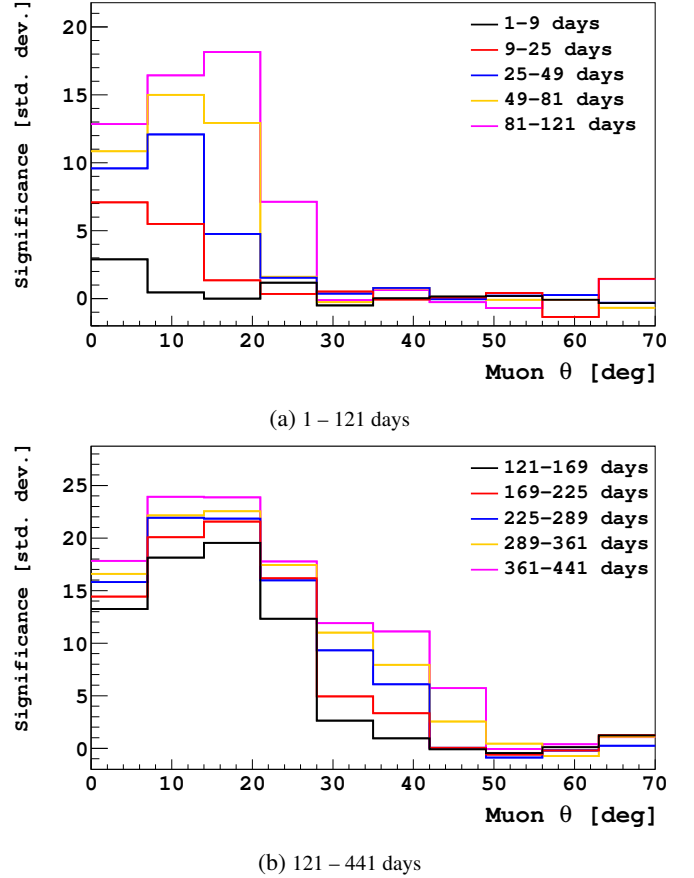 20
15
10
5
0
Significance [std. dev.]
1−9 days
9−25 days
25−49 days
49−81 days
81−121 days
0 10 20 30 40 50 60 70
Muon θ [deg]
(a) 1 – 121 days
25
20
15
10
5
0
Significance [std. dev.]
121−169 days
169−225 days
225−289 days
289−361 days
361−441 days
0 10 20 30 40 50 60 70
Muon θ [deg]
(b) 121 – 441 days